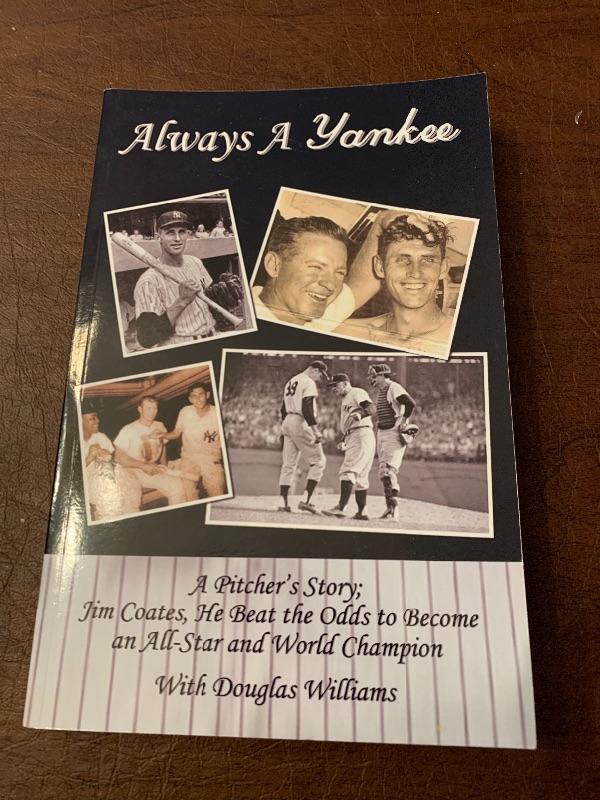 Always A Yankee
39
A Pitcher's Story;
Jim Coates, He Beat the Odds to Become
an All-Star and World Champion
With Douglas Williams